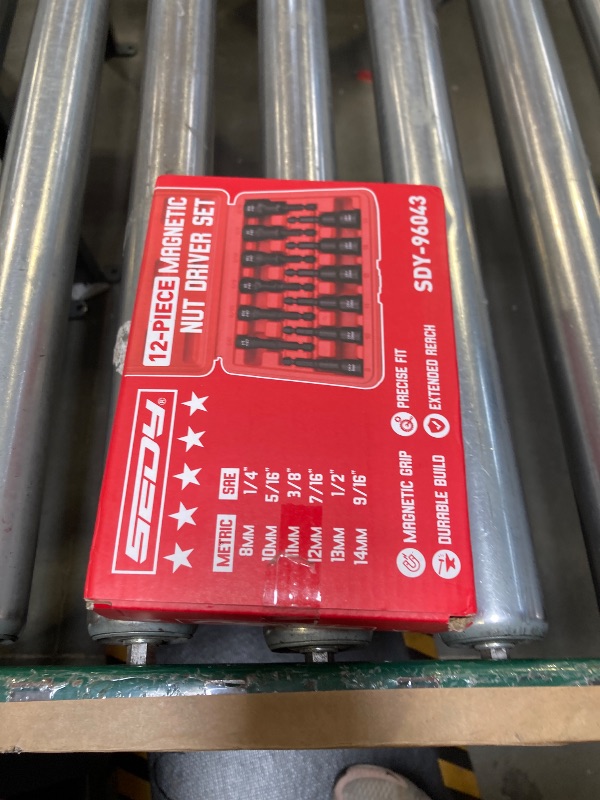 12-PIECE MAGNETIC
NUT DRIVER SET
SDY-96043
SEDY®
METRIC SAE
8MM 1/4"
10MM 5/16"
11MM 3/8"
12MM 7/16"
13MM 1/2"
14MM 9/16"
MAGNETIC GRIP
PRECISE FIT
DURABLE BUILD
EXTENDED REACH